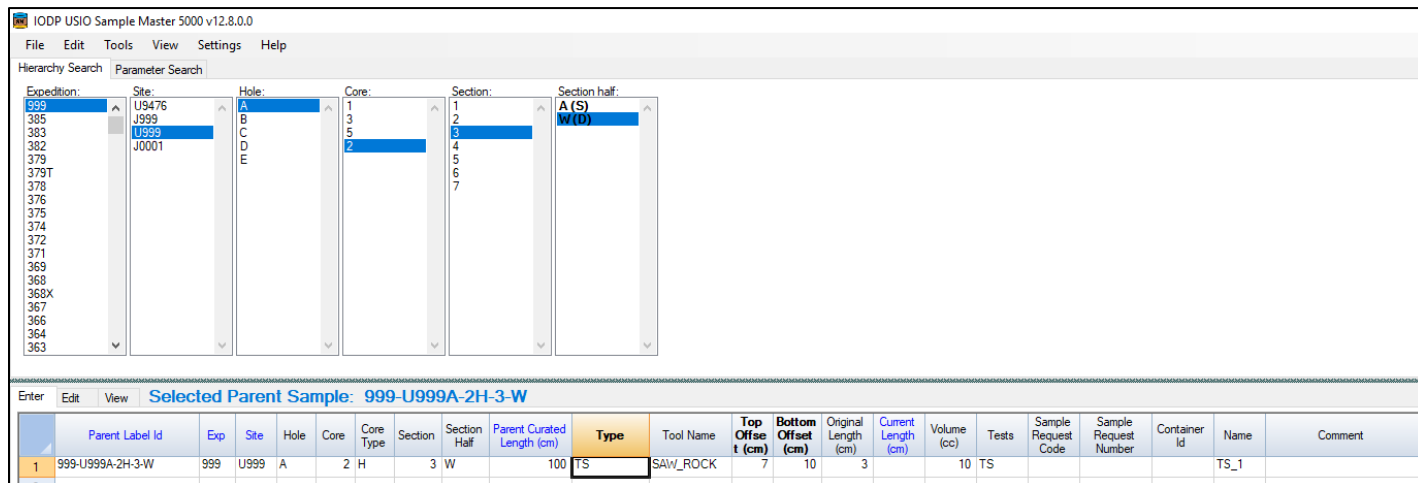 IODP USIO Sample Master 5000 v12.8.0.0
File Edit Tools View Settings Help
Hierarchy Search Parameter Search
Expedition: Site: Hole: Core: Section: Section half:
999 U9476 A 1 1 A (S)
385 J999 B 3 2 W (D)
383 U999 C 5 3
382 J0001 D 2 4
379 E 5
379T 6
378 7
376
375
374
372
371
369
368
368X
367
366
364
363
Enter Edit View Selected Parent Sample: 999-U999A-2H-3-W
Parent Label Id Exp Site Hole Core Core Type Section Section Half Parent Curated Length (cm) Type Tool Name Top Offse t (cm) Bottom Offset (cm) Original Length (cm) Current Length (cm) Volume (cc) Tests Sample Request Code Sample Request Number Container Id Name Comment
1 999-U999A-2H-3-W 999 U999 A 2 H 3 W 100 TS SAW_ROCK 7 10 3 10 TS TS_1